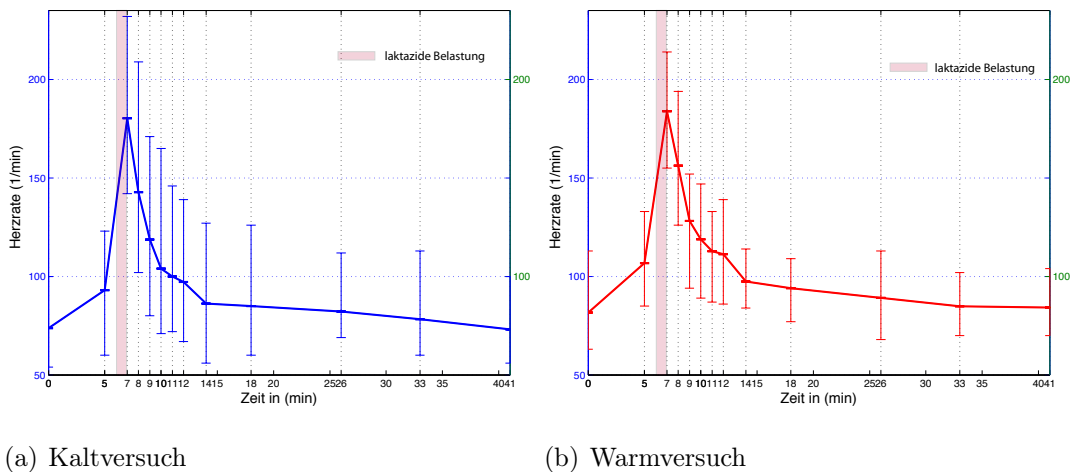 laktazide Belastung
200
150
100
50
Herzrate (1/min)
200
100
0 5 7 8 9 10 11 12 14 15 18 20 25 26 30 33 35 40 41
Zeit in (min)
(a) Kaltversuch
laktazide Belastung
200
150
100
50
Herzrate (1/min)
200
100
0 5 7 8 9 10 11 12 14 15 18 20 25 26 30 33 35 40 41
Zeit in (min)
(b) Warmversuch